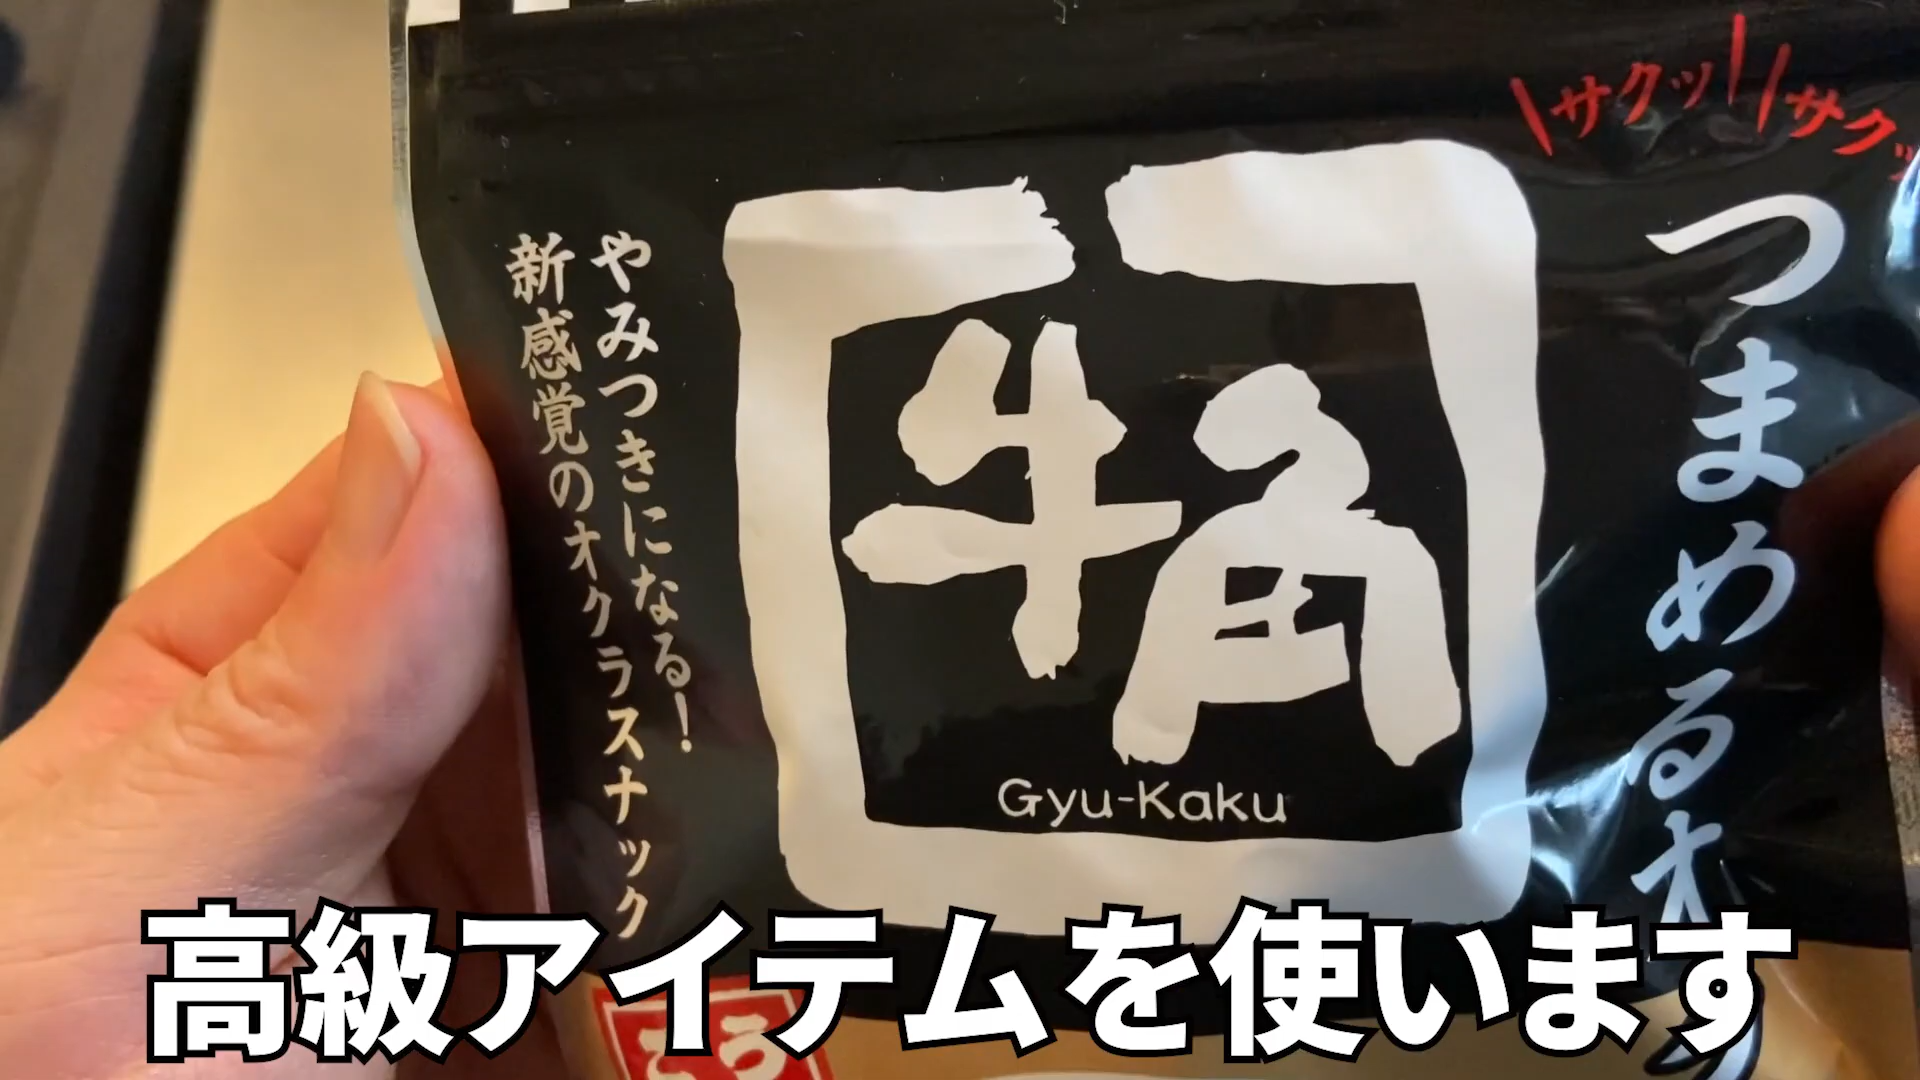 サクッ サクッ
つまめるオク
牛角
Gyu-Kaku
やみつきになる!
新感覚のオクラスナック
高級アイテムを使います